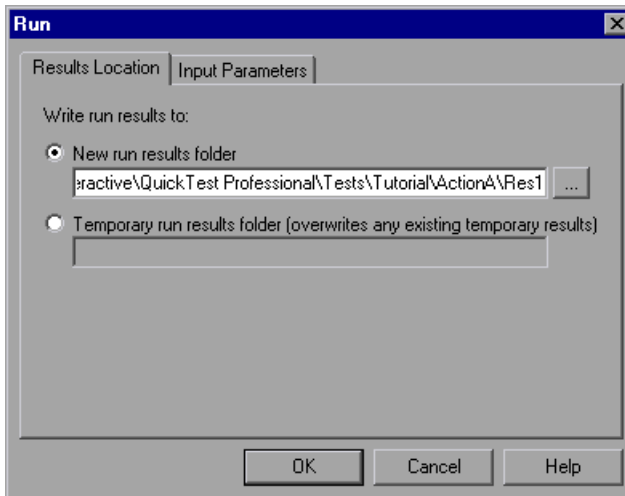 Run
Results Location Input Parameters
Write run results to:
New run results folder
eractive\QuickTest Professional\Tests\Tutorial\ActionA\Res1 ...
Temporary run results folder (overwrites any existing temporary results)
OK Cancel Help